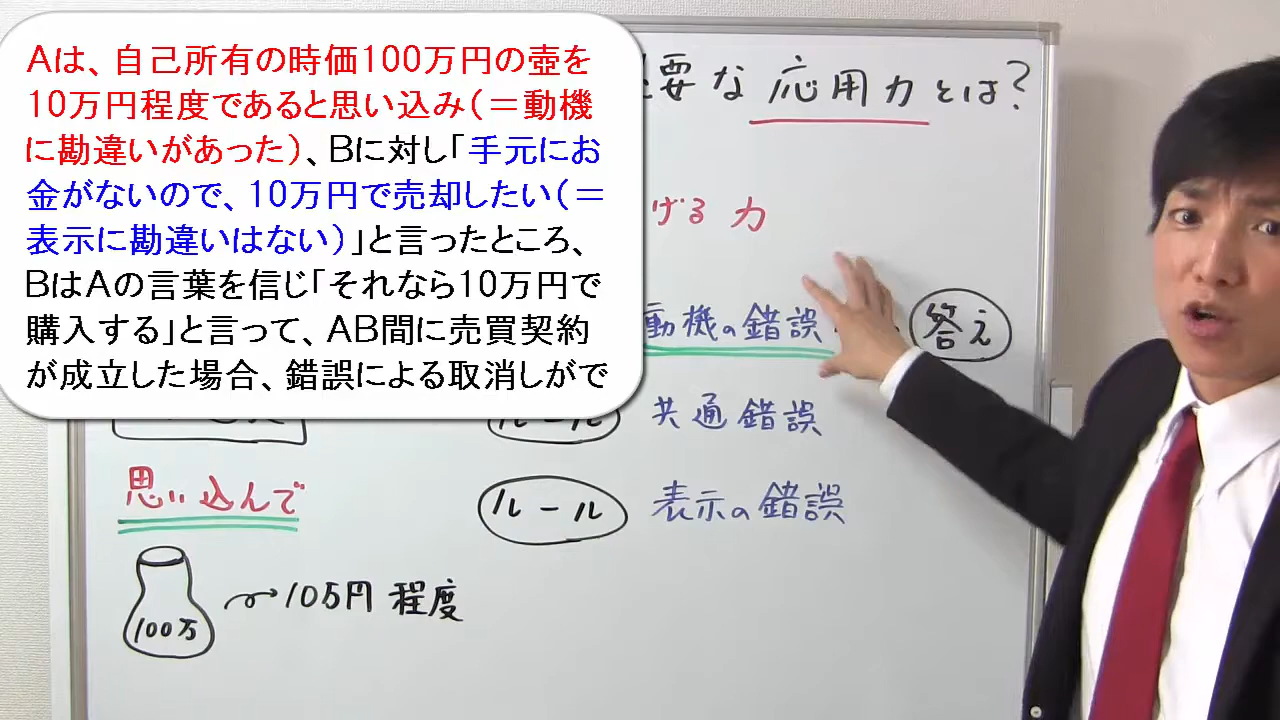 Aは、自己所有の時価100万円の壺を
10万円程度であると思い込み(=動機
に勘違いがあった)、Bに対し「手元にお
金がないので、10万円で売却したい(=
表示に勘違いはない)」と言ったところ、
BはAの言葉を信じ「それなら10万円で
購入する」と言って、AB間に売買契約
が成立した場合、錯誤による取消しがで
要な応用力とは?
げる力
動機の錯誤
答え
共通錯誤
思い込んで
ルール
表示の錯誤
100万
10万円程度